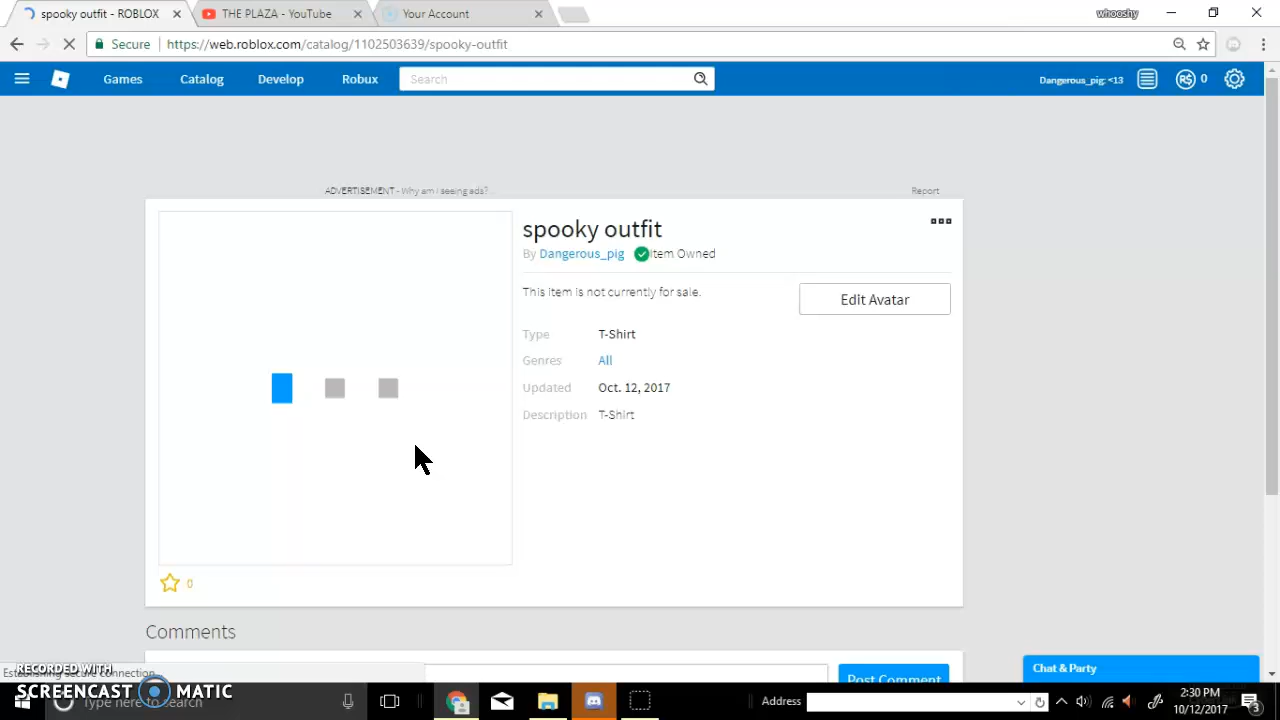 spooky outfit - ROBLOX THE PLAZA - YouTube Your Account whooshy
Secure https://web.roblox.com/catalog/1102503639/spooky-outfit
Games Catalog Develop Robux Search Dangerous_pig: <13 R$ 0
ADVERTISEMENT - Why am I seeing ads? Report
spooky outfit
By Dangerous_pig Item Owned
This item is not currently for sale. Edit Avatar
Type T-Shirt
Genres All
Updated Oct. 12, 2017
Description T-Shirt
0
Comments
Post Comment
Chat & Party
Establishing secure connection...
RECORDED WITH
SCREENCAST MATIC
Type here to search
Address
2:30 PM
10/12/2017
3